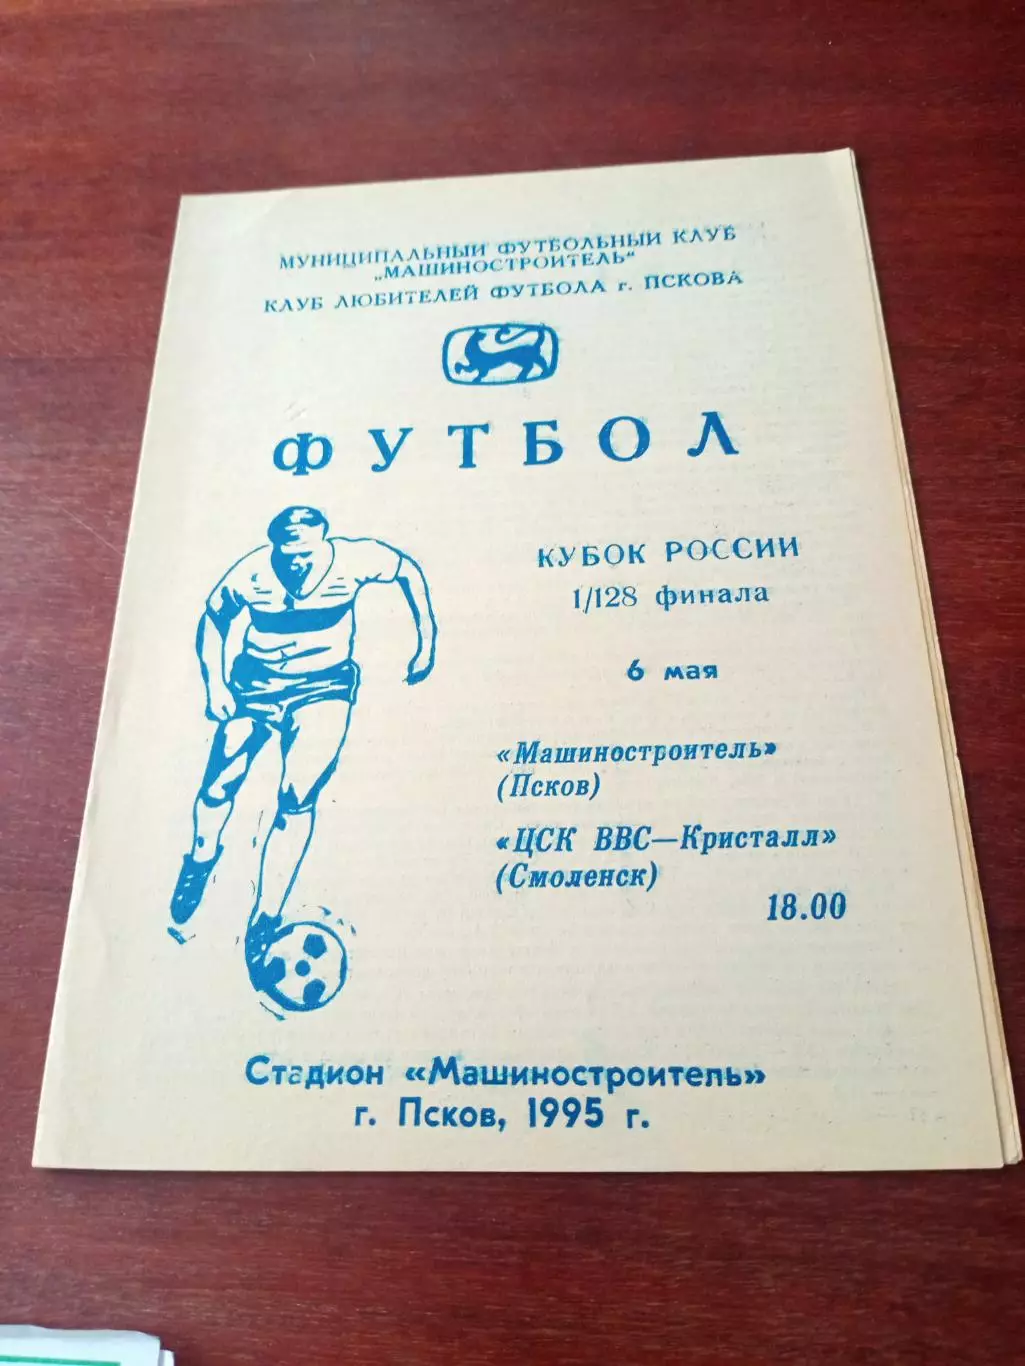 МУНИЦИПАЛЬНЫЙ ФУТБОЛЬНЫЙ КЛУБ
„МАШИНОСТРОИТЕЛЬ“
КЛУБ ЛЮБИТЕЛЕЙ ФУТБОЛА г. ПСКОВА
ФУТБОЛ
КУБОК РОССИИ
1/128 финала
6 мая
«Машиностроитель»
(Псков)
«ЦСК ВВС—Кристалл»
(Смоленск)
18.00
Стадион «Машиностроитель»
г. Псков, 1995 г.